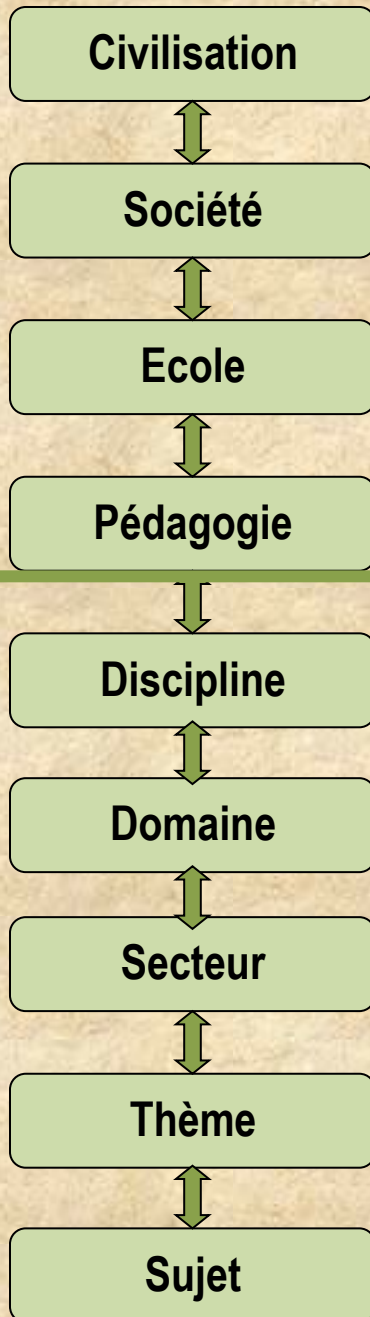 Civilisation
Société
Ecole
Pédagogie
Discipline
Domaine
Secteur
Thème
Sujet